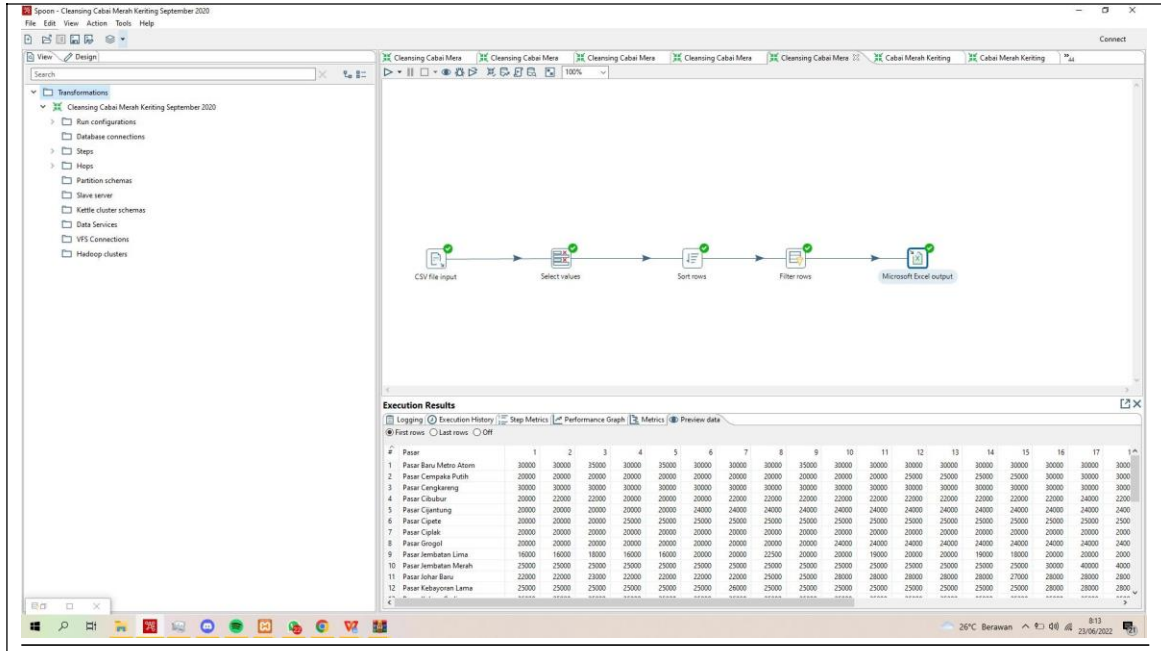 Spoon - Cleansing Cabai Merah Keriting September 2020
File Edit View Action Tools Help
Connect
View Design
Search
Transformations
Cleansing Cabai Merah Keriting September 2020
Run configurations
Database connections
Steps
Hops
Partition schemas
Slave server
Kettle cluster schemas
Data Services
VFS Connections
Hadoop clusters
Cleansing Cabai Mera Cleansing Cabai Mera Cleansing Cabai Mera Cleansing Cabai Mera Cleansing Cabai Mera Cabai Merah Keriting Cabai Merah Keriting »44
100%
CSV file input Select values Sort rows Filter rows Microsoft Excel output
Execution Results
Logging Execution History Step Metrics Performance Graph Metrics Preview data
First rows Last rows Off
# Pasar 1 2 3 4 5 6 7 8 9 10 11 12 13 14 15 16 17 1
1 Pasar Baru Metro Atom 30000 30000 35000 30000 35000 30000 30000 30000 35000 30000 30000 30000 30000 30000 30000 30000 30000 3000
2 Pasar Cempaka Putih 20000 20000 20000 20000 20000 20000 20000 20000 20000 20000 20000 25000 25000 25000 25000 30000 30000 3000
3 Pasar Cengkareng 30000 30000 30000 30000 30000 30000 30000 30000 30000 30000 30000 30000 30000 30000 30000 30000 30000 3000
4 Pasar Cibubur 22000 22000 22000 20000 20000 22000 22000 22000 22000 22000 22000 22000 22000 22000 22000 22000 24000 2200
5 Pasar Cijantung 20000 20000 20000 20000 20000 24000 24000 24000 24000 24000 24000 24000 24000 24000 24000 24000 24000 2400
6 Pasar Cipete 20000 20000 20000 25000 25000 25000 25000 25000 25000 25000 25000 25000 25000 25000 25000 25000 25000 2500
7 Pasar Ciplak 20000 20000 20000 20000 20000 20000 20000 20000 20000 20000 20000 20000 20000 20000 20000 20000 20000 2000
8 Pasar Grogol 20000 20000 20000 20000 20000 20000 20000 20000 20000 24000 24000 24000 24000 24000 24000 24000 24000 2400
9 Pasar Jembatan Lima 16000 16000 18000 16000 16000 20000 20000 22500 20000 20000 19000 20000 20000 19000 18000 20000 20000 2000
10 Pasar Jembatan Merah 25000 25000 25000 25000 25000 25000 25000 25000 25000 25000 25000 25000 25000 25000 25000 30000 40000 4000
11 Pasar Johar Baru 22000 22000 23000 22000 22000 22000 22000 25000 25000 28000 28000 28000 28000 28000 27000 28000 28000 2800
12 Pasar Kebayoran Lama 25000 25000 25000 25000 25000 25000 26000 25000 25000 25000 25000 25000 25000 25000 25000 28000 28000 2800
26°C Berawan
8:13
23/06/2022